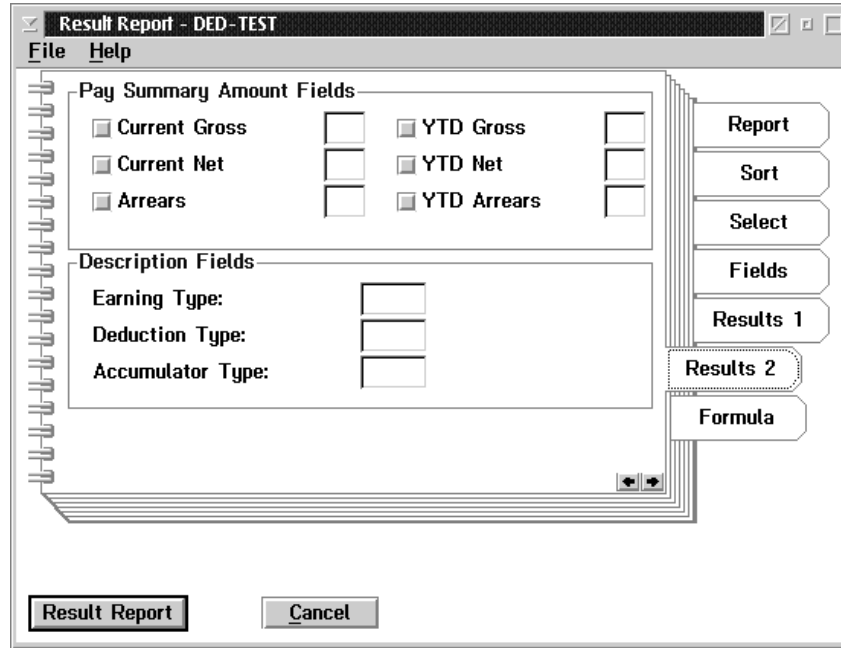 Result Report - DED-TEST
File Help
Pay Summary Amount Fields
Current Gross YTD Gross
Current Net YTD Net
Arrears YTD Arrears
Description Fields
Earning Type:
Deduction Type:
Accumulator Type:
Report
Sort
Select
Fields
Results 1
Results 2
Formula
Result Report Cancel